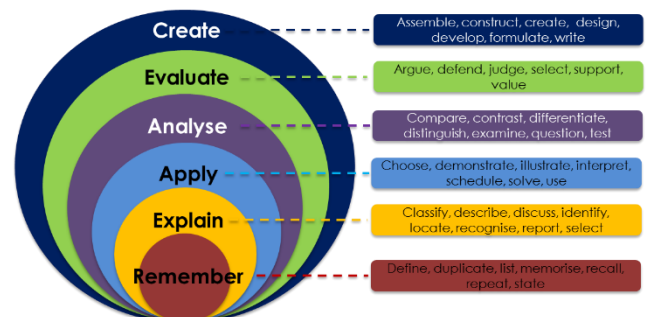 Create
Assemble, construct, create, design,
develop, formulate, write
Evaluate
Argue, defend, judge, select, support,
value
Analyse
Compare, contrast, differentiate,
distinguish, examine, question, test
Apply
Choose, demonstrate, illustrate, interpret,
schedule, solve, use
Explain
Classify, describe, discuss, identify,
locate, recognise, report, select
Remember
Define, duplicate, list, memorise, recall,
repeat, state